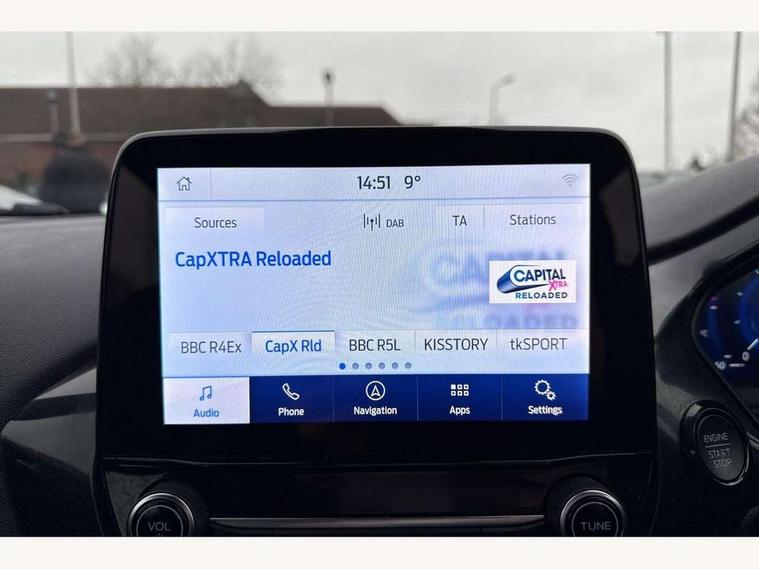 14:51 9°
Sources DAB TA Stations
CapXTRA Reloaded
CAPITAL
XTRA
RELOADED
BBC R4Ex CapX Rld BBC R5L KISSTORY tkSPORT
Audio Phone Navigation Apps Settings
ENGINE
START
STOP
VOL TUNE